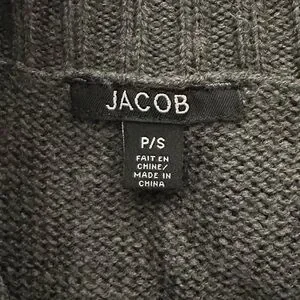 JACOB
P/S
FAIT EN
CHINE/
MADE IN
CHINA